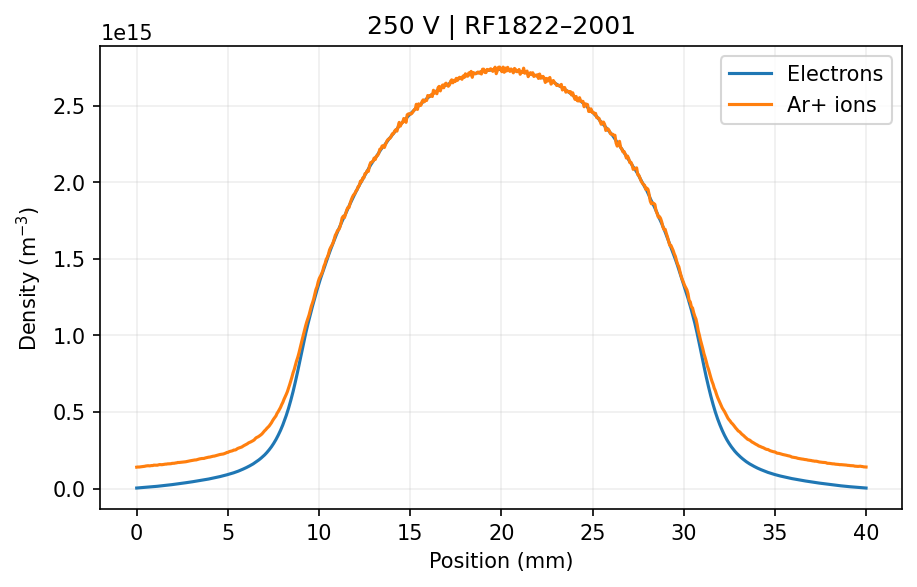 250 V | RF1822–2001
1e15
Electrons
Ar+ ions
2.5
2.0
1.5
1.0
0.5
0.0
Density (m⁻³)
0 5 10 15 20 25 30 35 40
Position (mm)